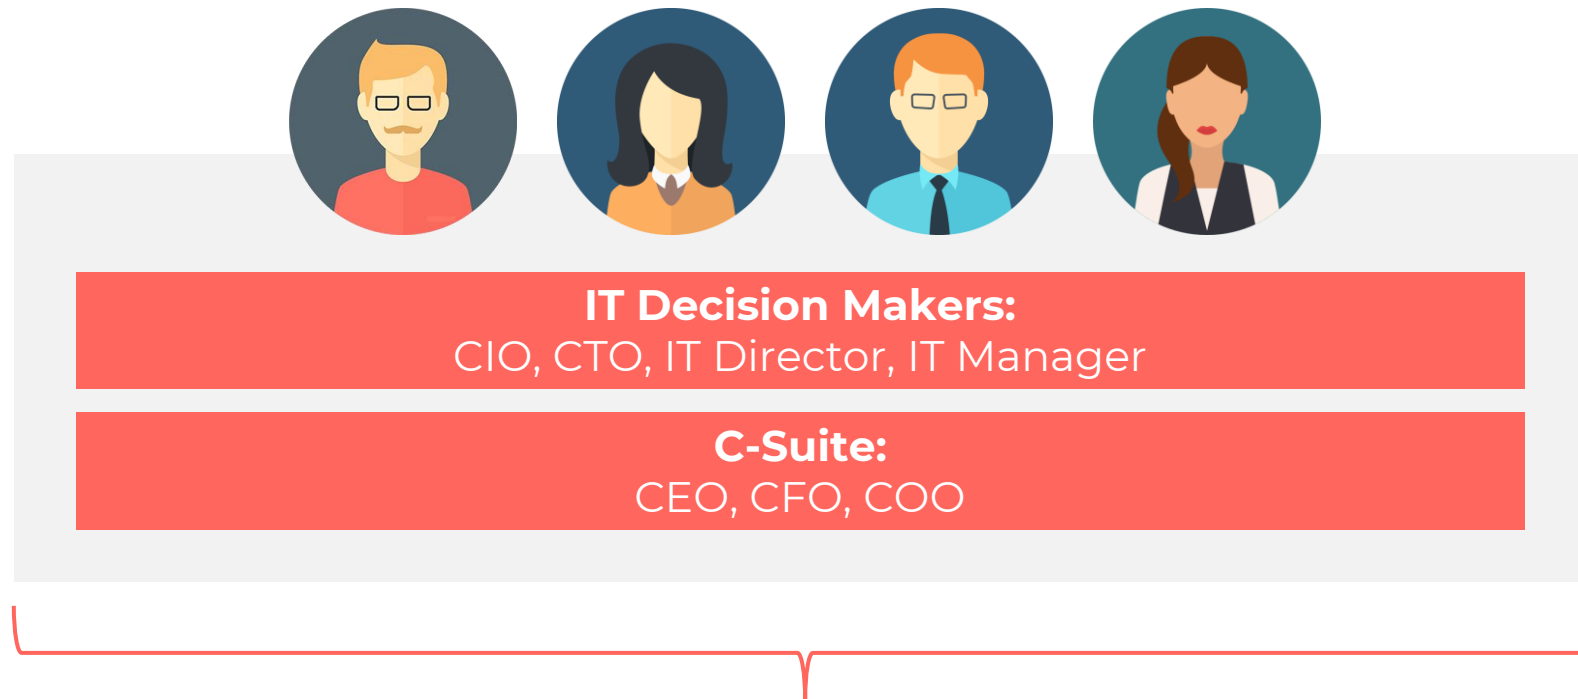 IT Decision Makers:
CIO, CTO, IT Director, IT Manager
C-Suite:
CEO, CFO, COO